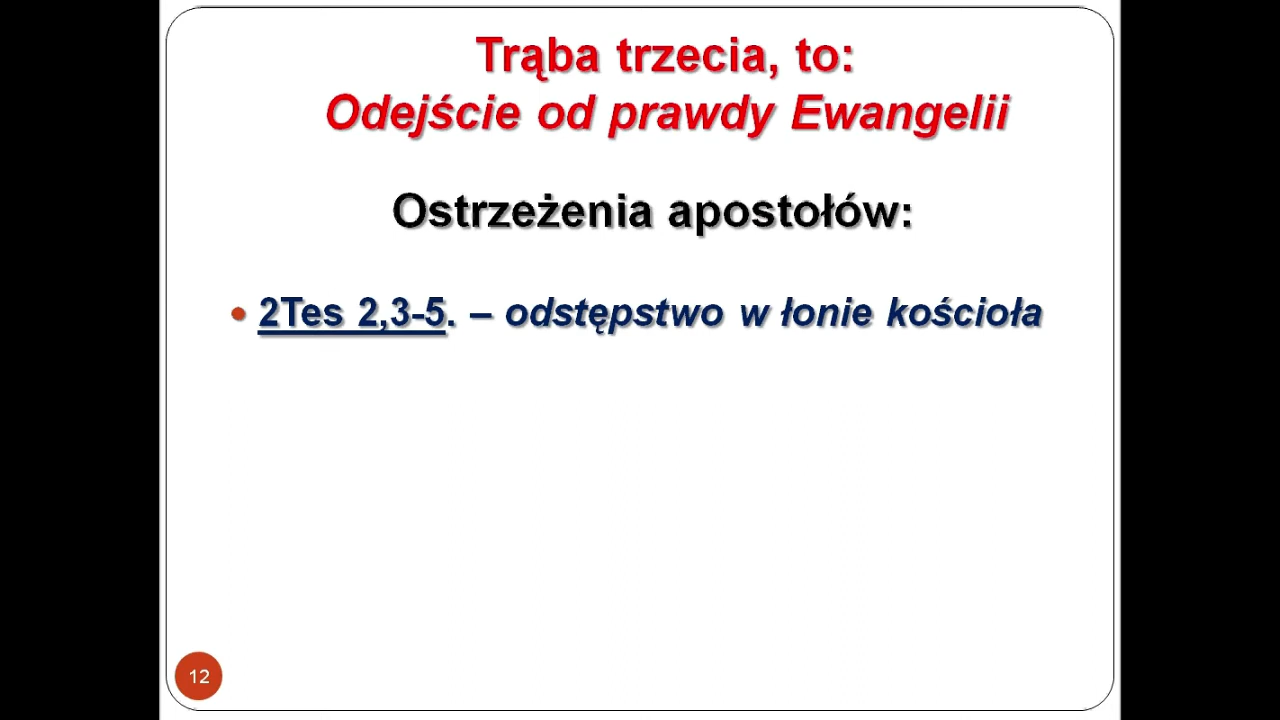 Trąba trzecia, to:
Odejście od prawdy Ewangelii
Ostrzeżenia apostołów:
• 2Tes 2,3-5. – odstępstwo w łonie kościoła
12